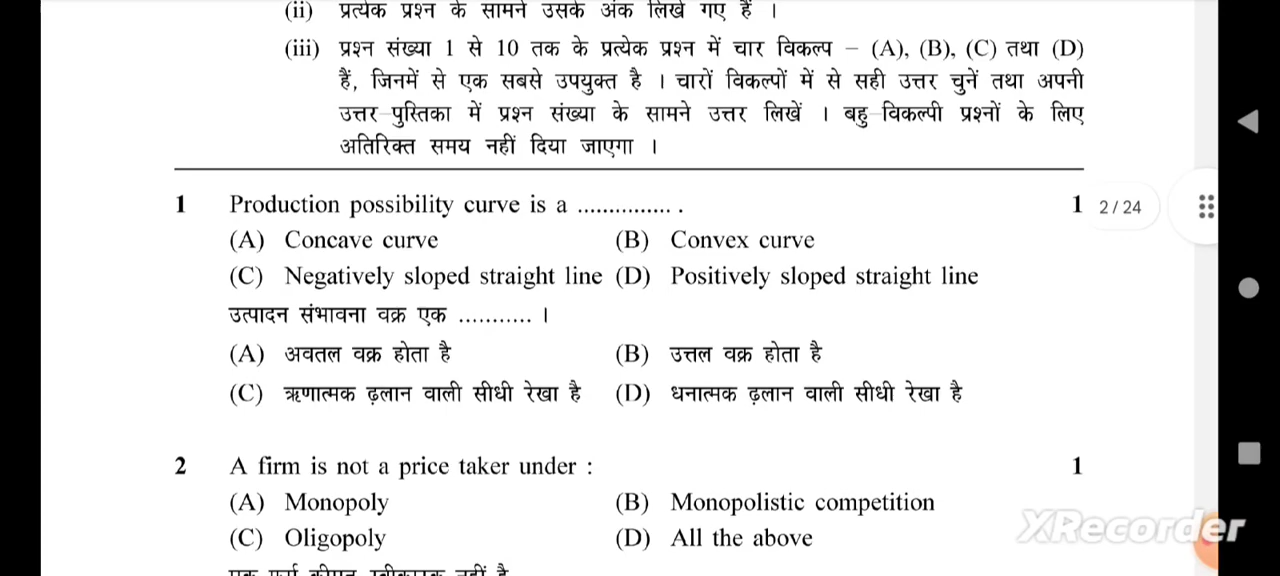 (ii) प्रत्येक प्रश्न के सामने उसके अंक लिखे गए हैं ।
(iii) प्रश्न संख्या 1 से 10 तक के प्रत्येक प्रश्न में चार विकल्प – (A), (B), (C) तथा (D)
हैं, जिनमें से एक सबसे उपयुक्त है । चारों विकल्पों में से सही उत्तर चुनें तथा अपनी
उत्तर-पुस्तिका में प्रश्न संख्या के सामने उत्तर लिखें । बहु-विकल्पी प्रश्नों के लिए
अतिरिक्त समय नहीं दिया जाएगा ।
1 Production possibility curve is a ............... . 1 2/24
(A) Concave curve (B) Convex curve
(C) Negatively sloped straight line (D) Positively sloped straight line
उत्पादन संभावना वक्र एक ........... ।
(A) अवतल वक्र होता है (B) उत्तल वक्र होता है
(C) ऋणात्मक ढ़लान वाली सीधी रेखा है (D) धनात्मक ढ़लान वाली सीधी रेखा है
2 A firm is not a price taker under : 1
(A) Monopoly (B) Monopolistic competition
(C) Oligopoly (D) All the above
XRecorder